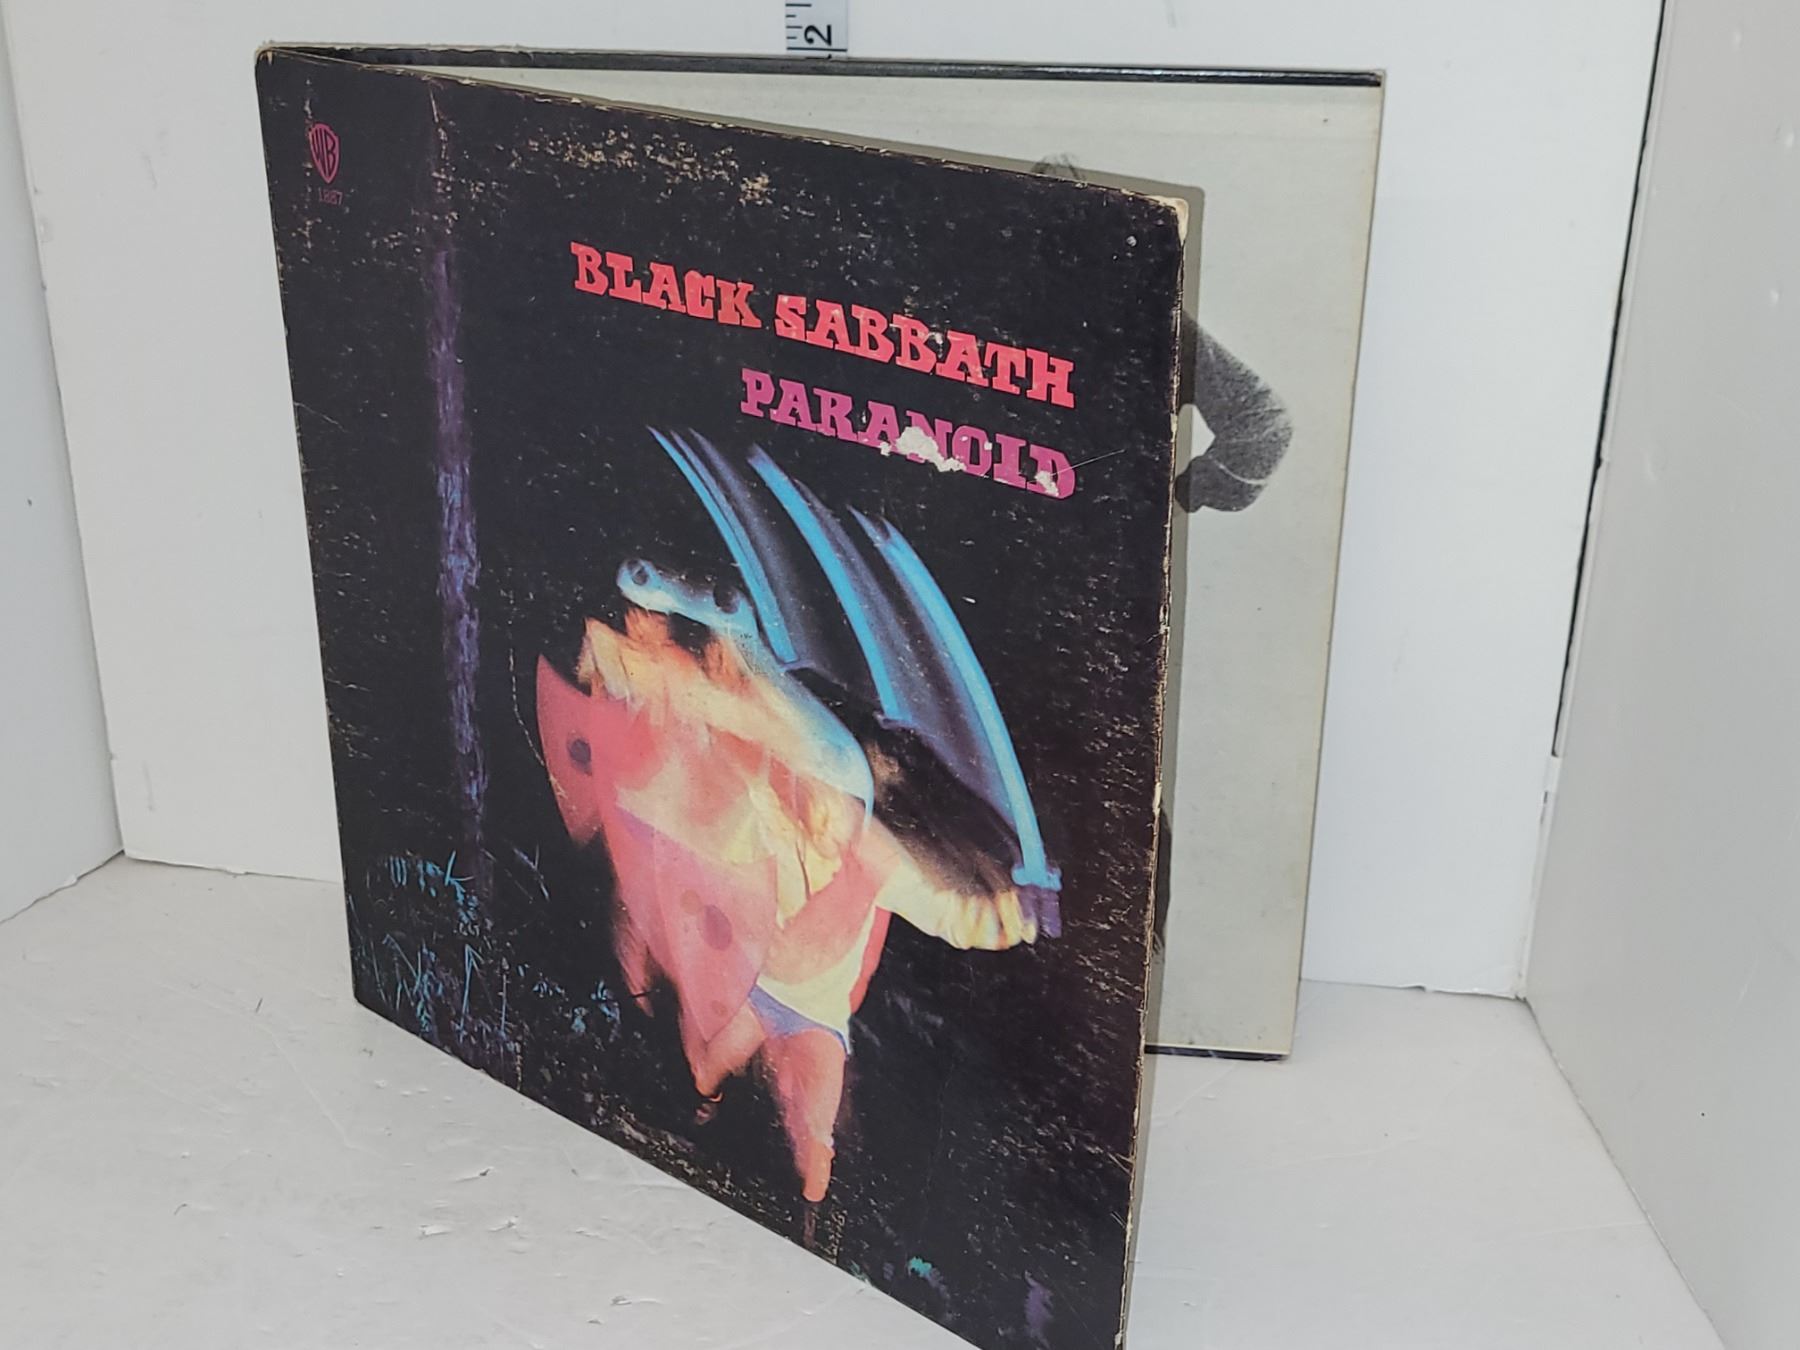 2
WB
1887
BLACK SABBATH
PARANOID